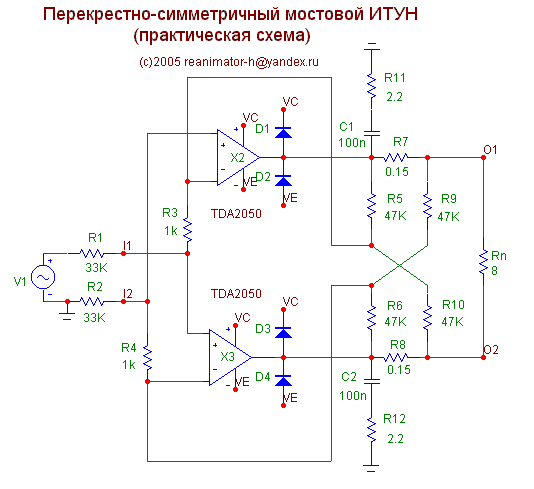 Перекрестно-симметричный мостовой ИТУН
(практическая схема)
(c)2005 reanimator-h@yandex.ru
R11
2.2
VC
D1
C1
100n
R7
0.15
O1
X2
D2
VE
VE
R5
47K
R9
47K
R3
1k
TDA2050
R1
33K
I1
V1
Rn
8
R2
33K
I2
TDA2050
VC
VC
D3
R4
1k
X3
D4
VE
VE
R6
47K
R10
47K
R8
0.15
O2
C2
100n
R12
2.2
VC